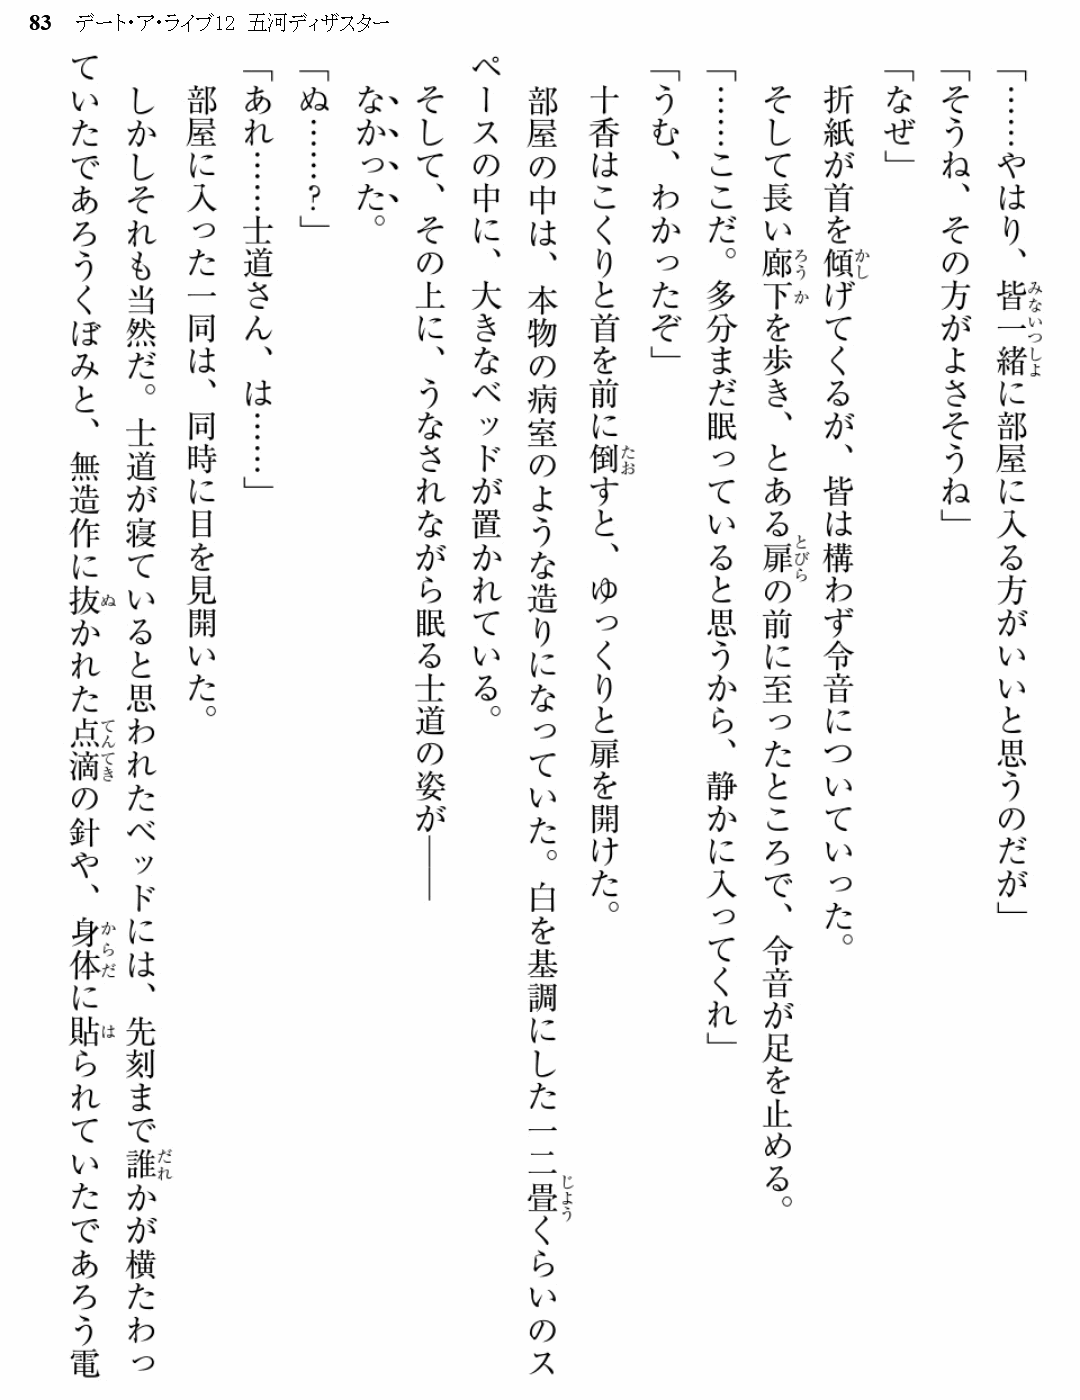 83 デート・ア・ライブ12 五河ディザスター
「……やはり、皆一緒に部屋に入る方がいいと思うのだが」
「そうね、その方がよさそうね」
「なぜ」
折紙が首を傾げてくるが、皆は構わず令音についていった。
そして長い廊下を歩き、とある扉の前に至ったところで、令音が足を止める。
「……ここだ。多分まだ眠っていると思うから、静かに入ってくれ」
「うむ、わかったぞ」
十香はこくりと首を前に倒すと、ゆっくりと扉を開けた。
部屋の中は、本物の病室のような造りになっていた。白を基調にした一二畳くらいのス
ペースの中に、大きなベッドが置かれている。
そして、その上に、うなされながら眠る士道の姿が――
なかった。
「ぬ……?」
「あれ……士道さん、は……」
部屋に入った一同は、同時に目を見開いた。
しかしそれも当然だ。士道が寝ていると思われたベッドには、先刻まで誰かが横たわっ
ていたであろうくぼみと、無造作に抜かれた点滴の針や、身体に貼られていたであろう電